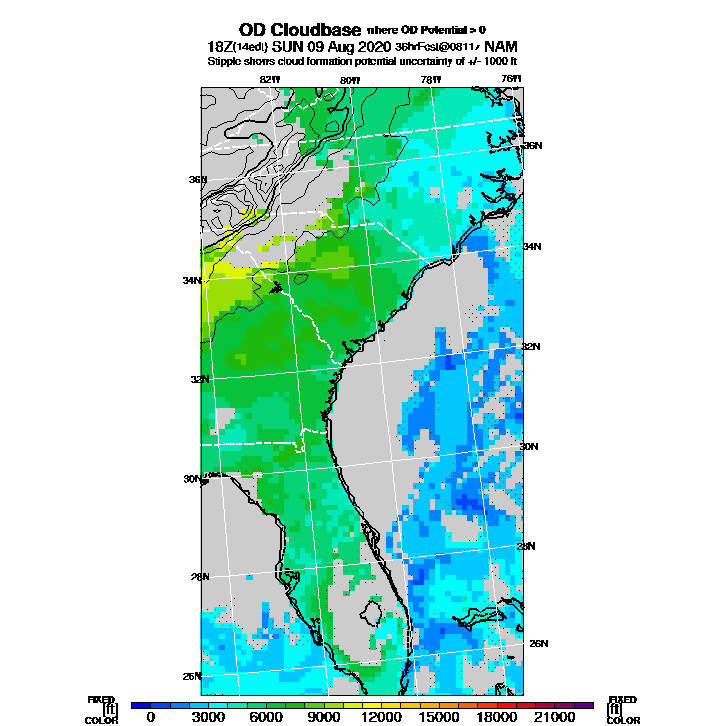 OD Cloudbase where OD Potential > 0
18Z(14edt) SUN 09 Aug 2020 36hrFcst@0811z NAM
Stipple shows cloud formation potential uncertainty of +/- 1000 ft
82W 80W 78W 76W
36N
36N
34N
34N
32N
32N
30N
30N
28N
28N
26N
26N
FIXED FIXED
[ft] [ft]
COLOR COLOR
0 3000 6000 9000 12000 15000 18000 21000